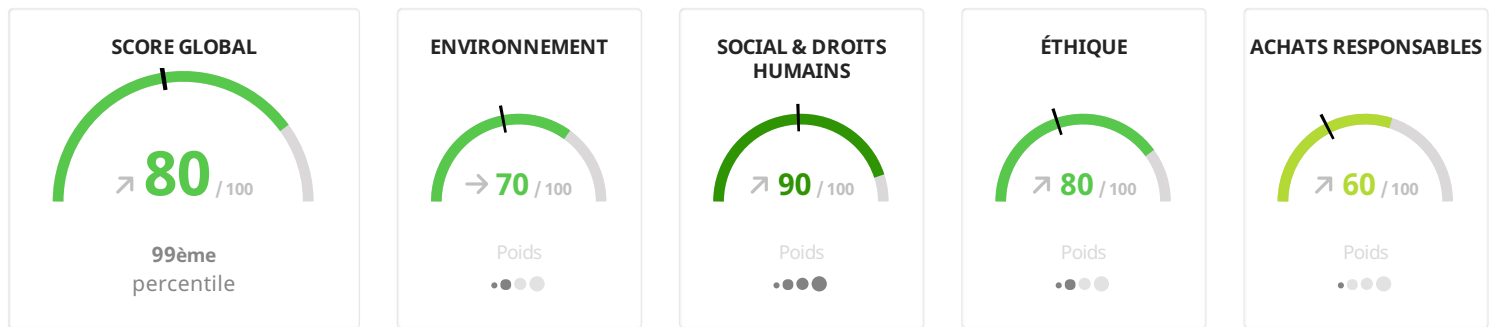 SCORE GLOBAL
80 / 100
99ème
percentile
ENVIRONNEMENT
70 / 100
Poids
SOCIAL & DROITS
HUMAINS
90 / 100
Poids
ÉTHIQUE
80 / 100
Poids
ACHATS RESPONSABLES
60 / 100
Poids